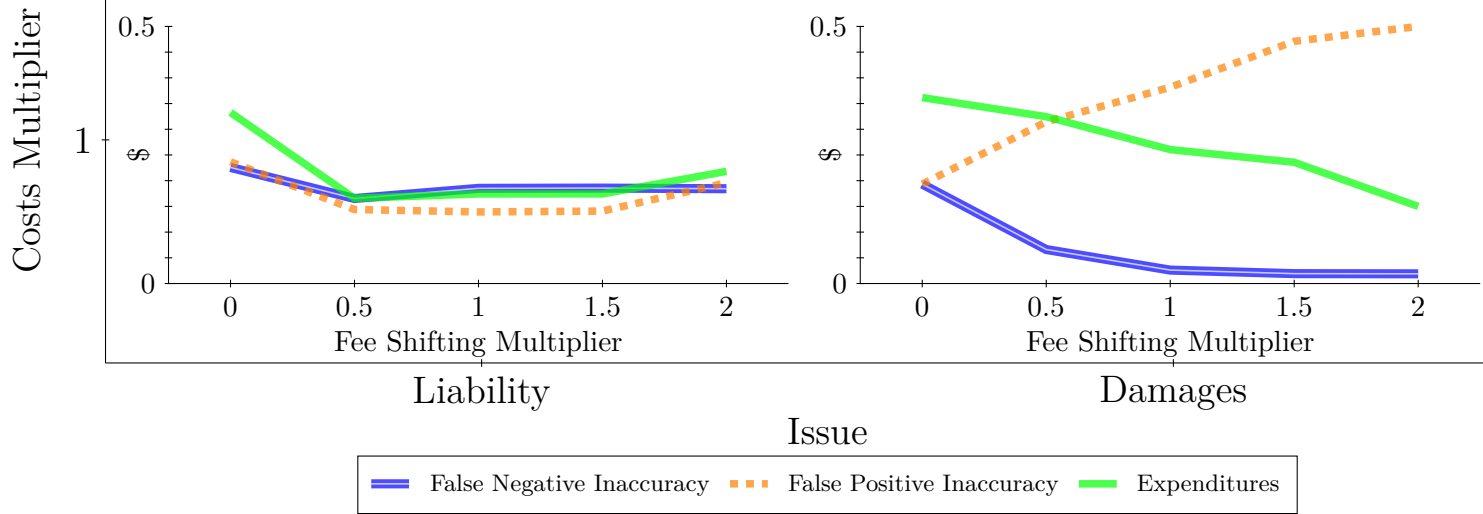 Costs Multiplier
1
0.5
$
0
0 0.5 1 1.5 2
Fee Shifting Multiplier
0.5
$
0
0 0.5 1 1.5 2
Fee Shifting Multiplier
Liability Damages
Issue
False Negative Inaccuracy False Positive Inaccuracy Expenditures